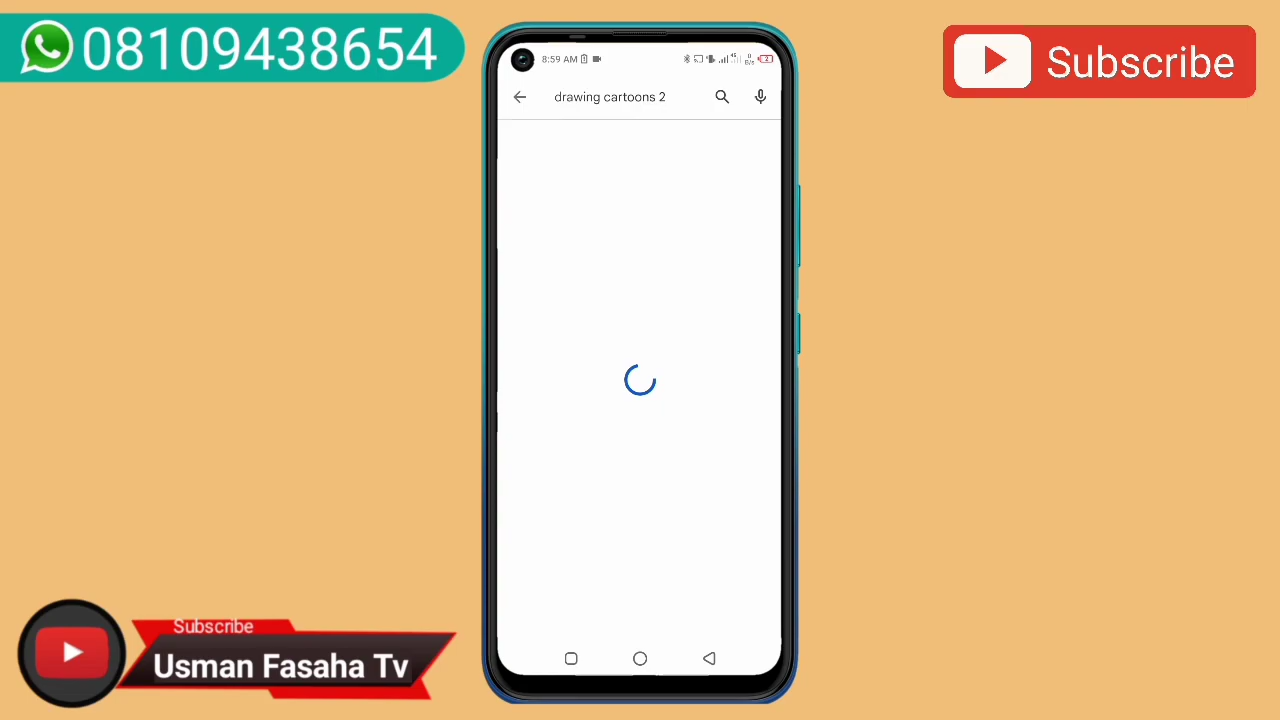 08109438654
Subscribe
8:59 AM
drawing cartoons 2
Subscribe
Usman Fasaha Tv